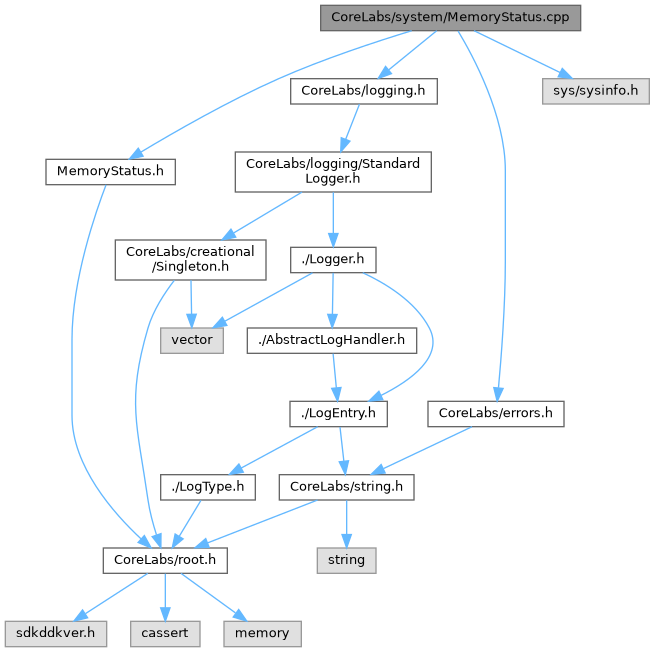 CoreLabs/system/MemoryStatus.cpp
CoreLabs/logging.h
sys/sysinfo.h
MemoryStatus.h
CoreLabs/logging/Standard
Logger.h
CoreLabs/creational
/Singleton.h
./Logger.h
vector
./AbstractLogHandler.h
./LogEntry.h
CoreLabs/errors.h
./LogType.h
CoreLabs/string.h
CoreLabs/root.h
string
sdkddkver.h
cassert
memory